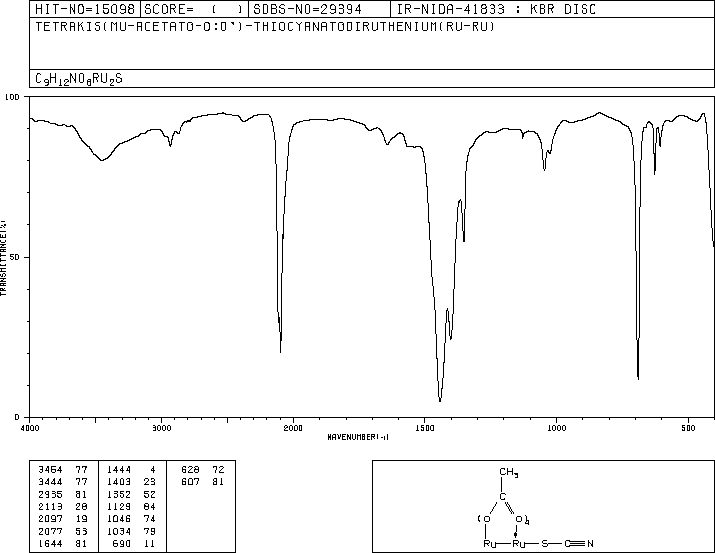 HIT-NO=15098 SCORE= ( ) SDBS-NO=29394 IR-NIDA-41833 : KBR DISC
TETRAKIS(MU-ACETATO-O:O')-THIOCYANATODIRUTHENIUM(RU-RU)
C9H12NO8RU2S
100
50
0
TRANSMITTANCE(%)
4000 3000 2000 1500 1000 500
WAVENUMBER(-1)
3464 77 1444 4 628 72
3444 77 1403 23 607 81
2935 81 1352 52
2113 28 1129 84
2097 19 1046 74
2077 53 1034 79
1644 81 690 11
CH3
C
(O O)4
Ru Ru S C N